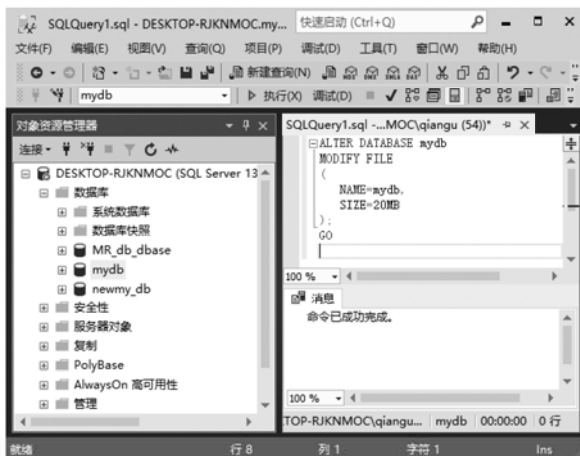 SQLQuery1.sql - DESKTOP-RJKNMOC.my...
快速启动 (Ctrl+Q)
文件(F) 编辑(E) 视图(V) 查询(Q) 项目(P) 调试(D) 工具(T) 窗口(W) 帮助(H)
新建查询(N)
mydb
执行(X) 调试(D)
对象资源管理器
连接
DESKTOP-RJKNMOC (SQL Server 13
数据库
系统数据库
数据库快照
MR_db_dbase
mydb
newmy_db
安全性
服务器对象
复制
PolyBase
AlwaysOn 高可用性
管理
SQLQuery1.sql -...MOC\qiangu (54))*
ALTER DATABASE mydb
MODIFY FILE
(
NAME=mydb,
SIZE=20MB
);
GO
100 %
消息
命令已成功完成。
100 %
TOP-RJKNMOC\qiangu... mydb 00:00:00 0 行
就绪 行 8 列 1 字符 1 Ins